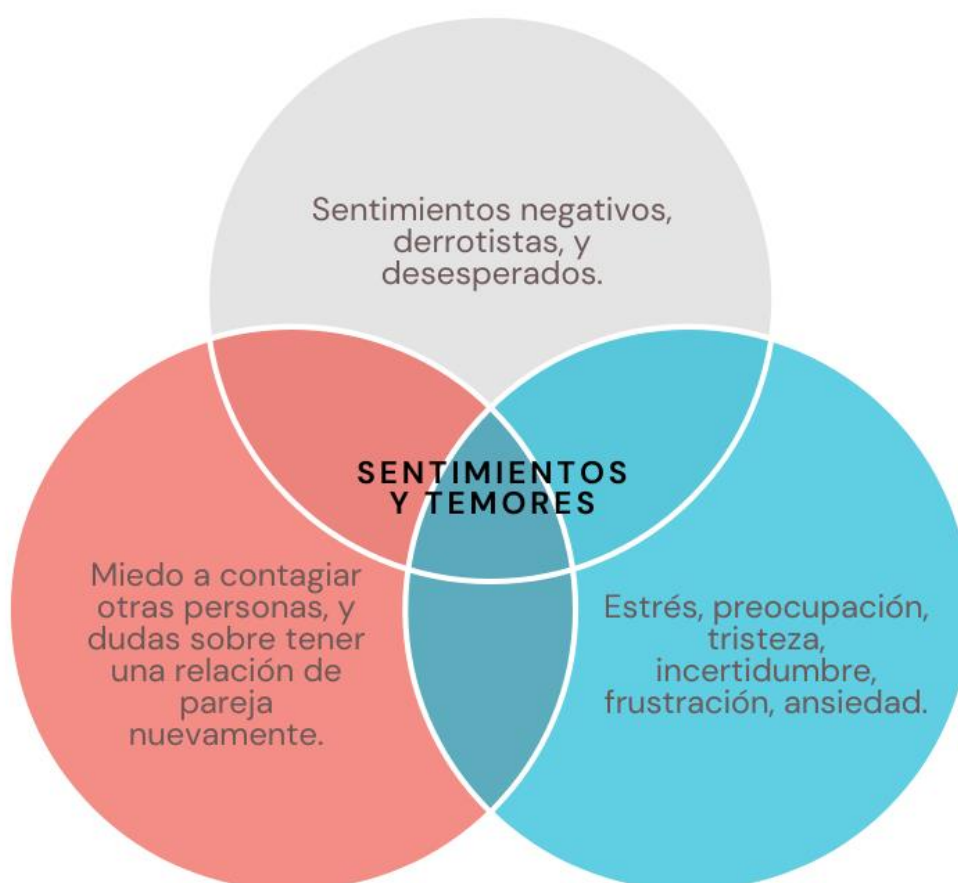 Sentimientos negativos,
derrotistas, y
desesperados.
SENTIMIENTOS
Y TEMORES
Miedo a contagiar
otras personas, y
dudas sobre tener
una relación de
pareja
nuevamente.
Estrés, preocupación,
tristeza,
incertidumbre,
frustración, ansiedad.